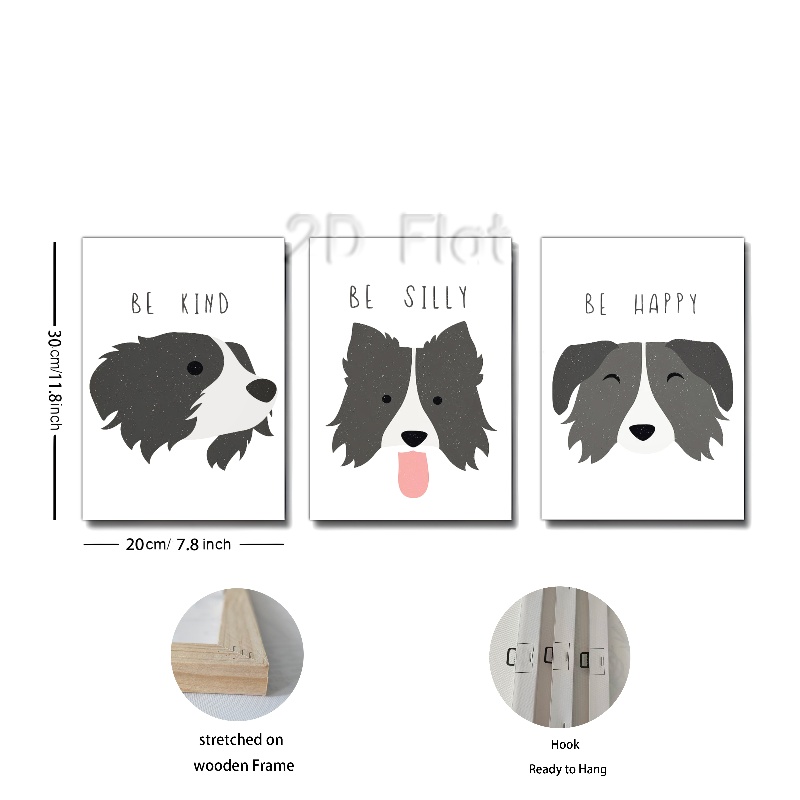 2D Flat
BE KIND
BE SILLY
BE HAPPY
30cm/11.8inch
20cm/ 7.8 inch
stretched on
wooden Frame
Hook
Ready to Hang